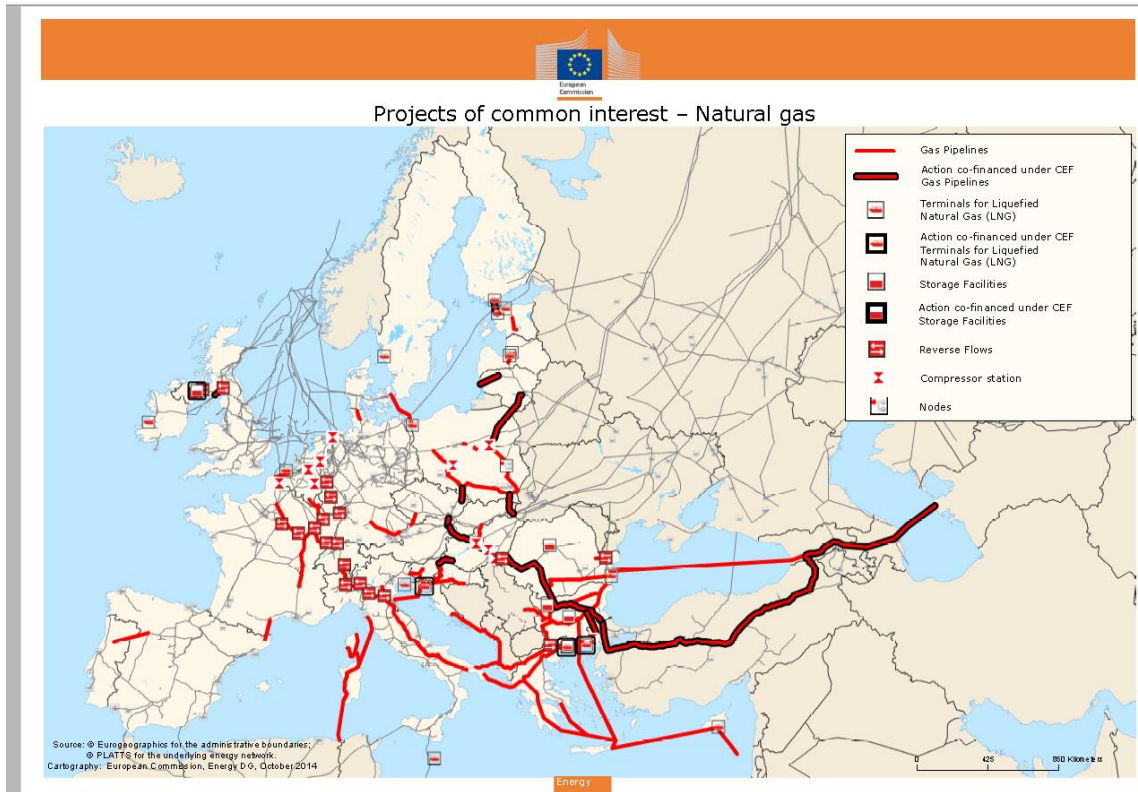 European
Commission
Projects of common interest – Natural gas
Gas Pipelines
Action co-financed under CEF
Gas Pipelines
Terminals for Liquefied
Natural Gas (LNG)
Action co-financed under CEF
Terminals for Liquefied
Natural Gas (LNG)
Storage Facilities
Action co-financed under CEF
Storage Facilities
Reverse Flows
Compressor station
Nodes
Source: © Eurogeographics for the administrative boundaries;
© PLATTS for the underlying energy network.
Cartography: European Commission, Energy DG, October 2014
0 425 850 Kilometers
Energy